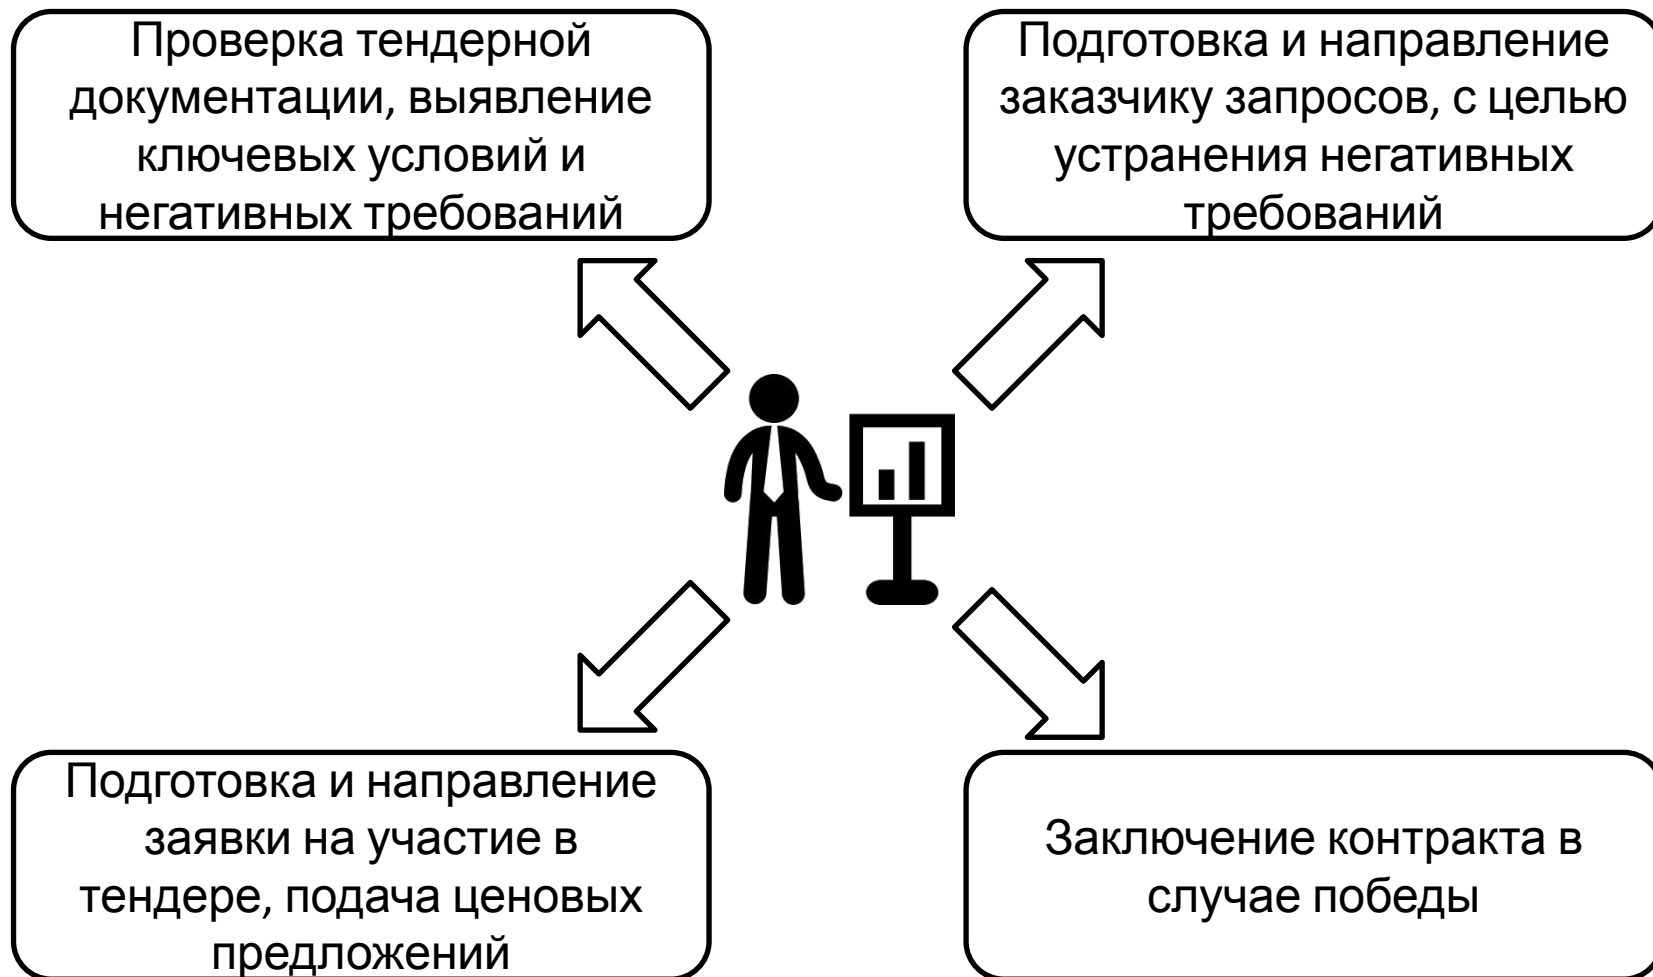 Проверка тендерной
документации, выявление
ключевых условий и
негативных требований
Подготовка и направление
заказчику запросов, с целью
устранения негативных
требований
Подготовка и направление
заявки на участие в
тендере, подача ценовых
предложений
Заключение контракта в
случае победы